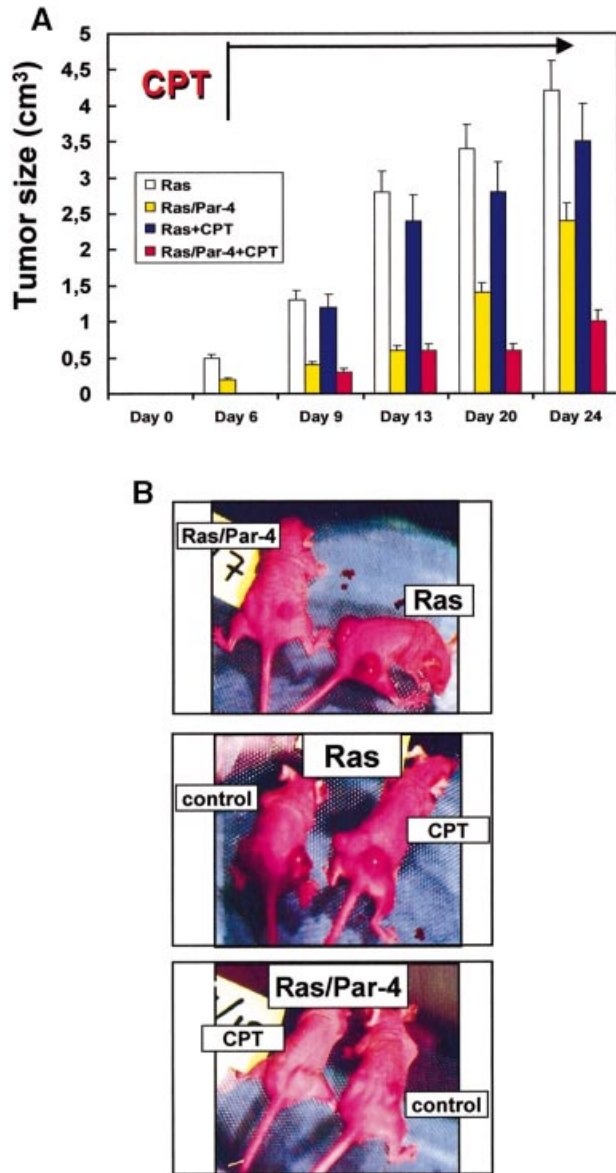 A
CPT
Tumor size (cm³)
5
4,5
4
3,5
3
2,5
2
1,5
1
0,5
0
Ras
Ras/Par-4
Ras+CPT
Ras/Par-4+CPT
Day 0 Day 6 Day 9 Day 13 Day 20 Day 24
B
Ras/Par-4
7
Ras
Ras
control
CPT
Ras/Par-4
CPT
control